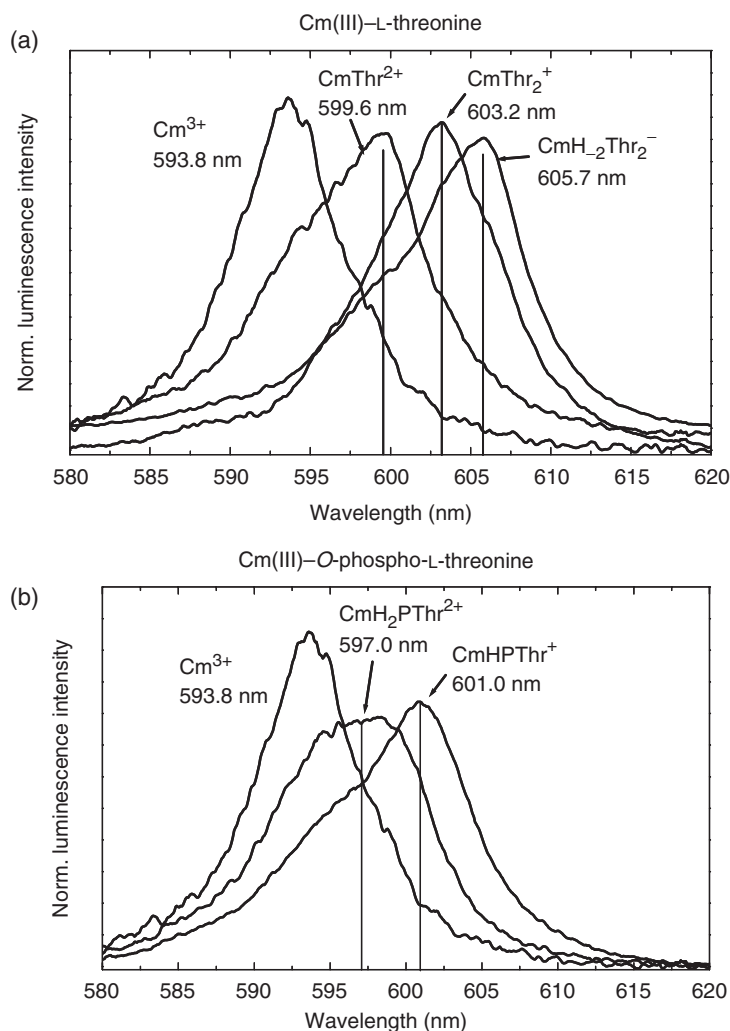 Cm(III)–L-threonine
(a)
CmThr²⁺
599.6 nm
CmThr₂⁺
603.2 nm
Cm³⁺
593.8 nm
CmH₋₂Thr₂⁻
605.7 nm
Norm. luminescence intensity
580 585 590 595 600 605 610 615 620
Wavelength (nm)
Cm(III)–O-phospho-L-threonine
(b)
CmH₂PThr²⁺
597.0 nm
Cm³⁺
593.8 nm
CmHPThr⁺
601.0 nm
Norm. luminescence intensity
580 585 590 595 600 605 610 615 620
Wavelength (nm)